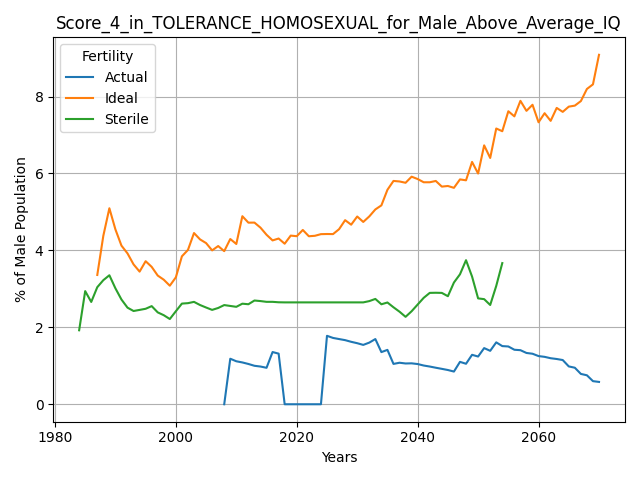 Score_4_in_TOLERANCE_HOMOSEXUAL_for_Male_Above_Average_IQ
Fertility
Actual
Ideal
Sterile
% of Male Population
8
6
4
2
0
1980 2000 2020 2040 2060
Years